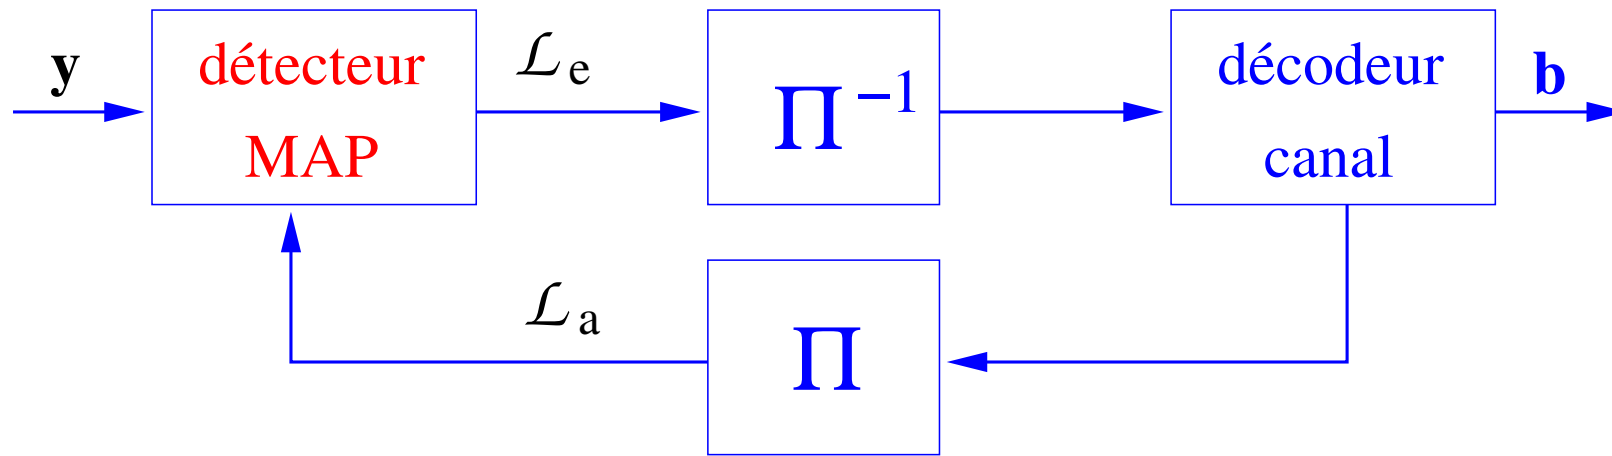 y
détecteur
MAP
ℒe
Π−1
décodeur
canal
b
ℒa
Π